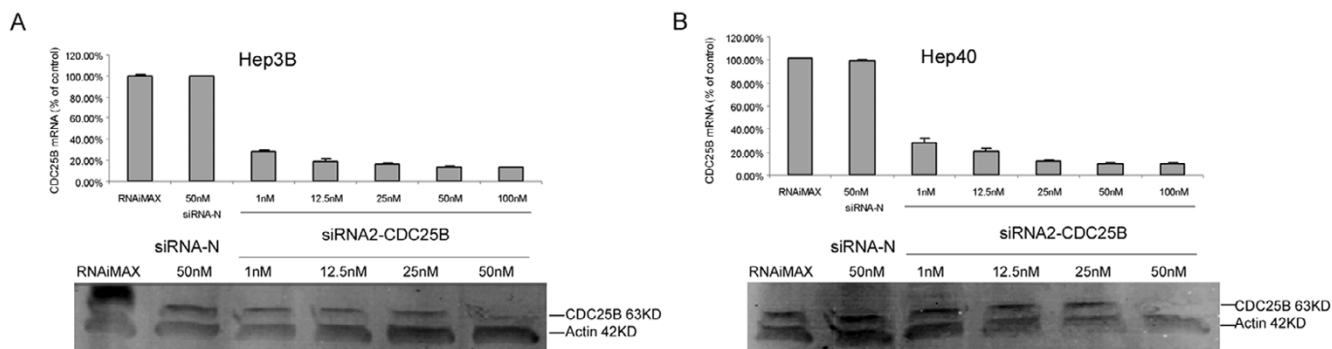 A
Hep3B
CDC25B mRNA (% of control)
120.00%
100.00%
80.00%
60.00%
40.00%
20.00%
0.00%
RNAiMAX 50nM 1nM 12.5nM 25nM 50nM 100nM
siRNA-N
siRNA2-CDC25B
siRNA-N
RNAiMAX 50nM 1nM 12.5nM 25nM 50nM
CDC25B 63KD
Actin 42KD
B
Hep40
CDC25B mRNA (% of control)
120.00%
100.00%
80.00%
60.00%
40.00%
20.00%
0.00%
RNAiMAX 50nM 1nM 12.5nM 25nM 50nM 100nM
siRNA-N
siRNA2-CDC25B
siRNA-N
RNAiMAX 50nM 1nM 12.5nM 25nM 50nM
CDC25B 63KD
Actin 42KD